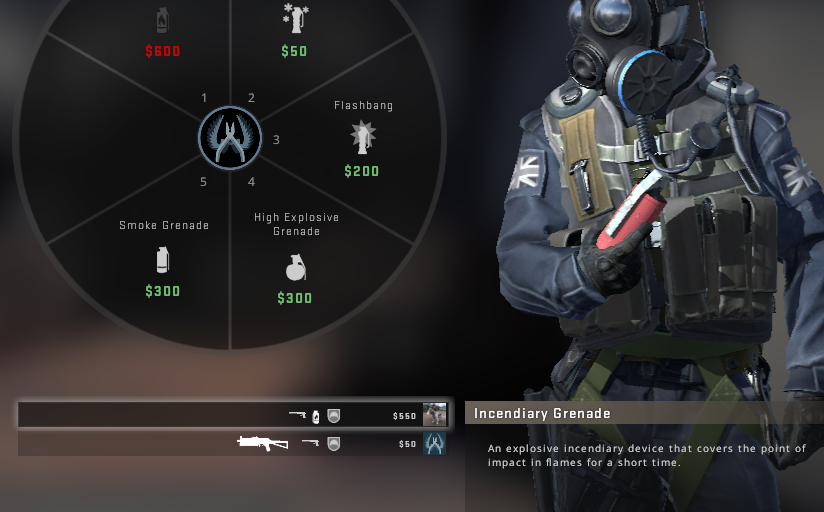 $600
$50
1
2
Flashbang
3
$200
5
4
Smoke Grenade
High Explosive
Grenade
$300
$300
$550
$50
Incendiary Grenade
An explosive incendiary device that covers the point of
impact in flames for a short time.